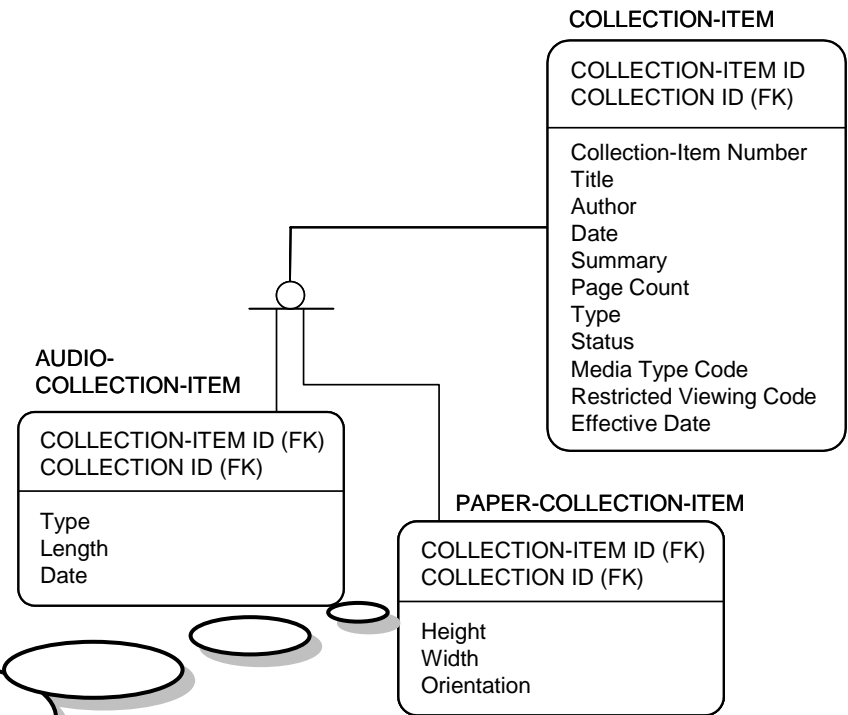 COLLECTION-ITEM
COLLECTION-ITEM ID
COLLECTION ID (FK)
Collection-Item Number
Title
Author
Date
Summary
Page Count
Type
Status
Media Type Code
Restricted Viewing Code
Effective Date
AUDIO-
COLLECTION-ITEM
COLLECTION-ITEM ID (FK)
COLLECTION ID (FK)
Type
Length
Date
PAPER-COLLECTION-ITEM
COLLECTION-ITEM ID (FK)
COLLECTION ID (FK)
Height
Width
Orientation